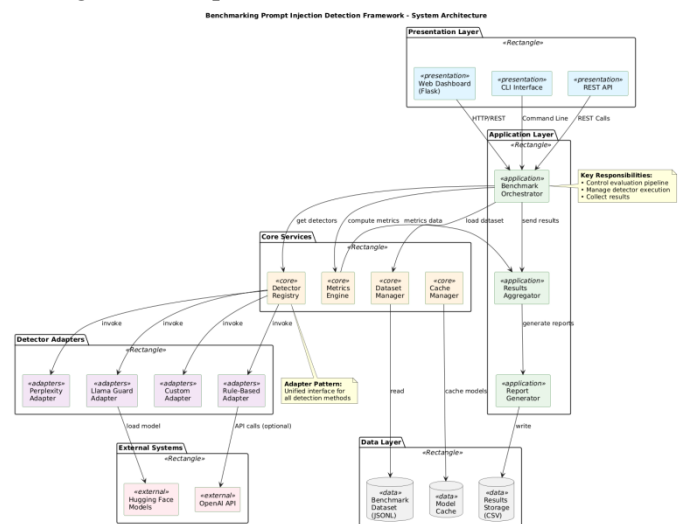 Benchmarking Prompt Injection Detection Framework - System Architecture
Presentation Layer
«Rectangle»
«presentation»
Web Dashboard
(Flask)
«presentation»
CLI Interface
«presentation»
REST API
HTTP/REST
Command Line
REST Calls
Application Layer
«Rectangle»
«application»
Benchmark
Orchestrator
Key Responsibilities:
• Control evaluation pipeline
• Manage detector execution
• Collect results
get detectors
compute metrics
metrics data
load dataset
send results
Core Services
«Rectangle»
«core»
Detector
Registry
«core»
Metrics
Engine
«core»
Dataset
Manager
«core»
Cache
Manager
«application»
Results
Aggregator
invoke
invoke
invoke
invoke
generate reports
Detector Adapters
«Rectangle»
«adapters»
Perplexity
Adapter
«adapters»
Llama Guard
Adapter
«adapters»
Custom
Adapter
«adapters»
Rule-Based
Adapter
Adapter Pattern:
Unified interface for
all detection methods
read
cache models
«application»
Report
Generator
load model
API calls (optional)
write
External Systems
«Rectangle»
«external»
Hugging Face
Models
«external»
OpenAI API
Data Layer
«Rectangle»
«data»
Benchmark
Dataset
(JSONL)
«data»
Model
Cache
«data»
Results
Storage
(CSV)